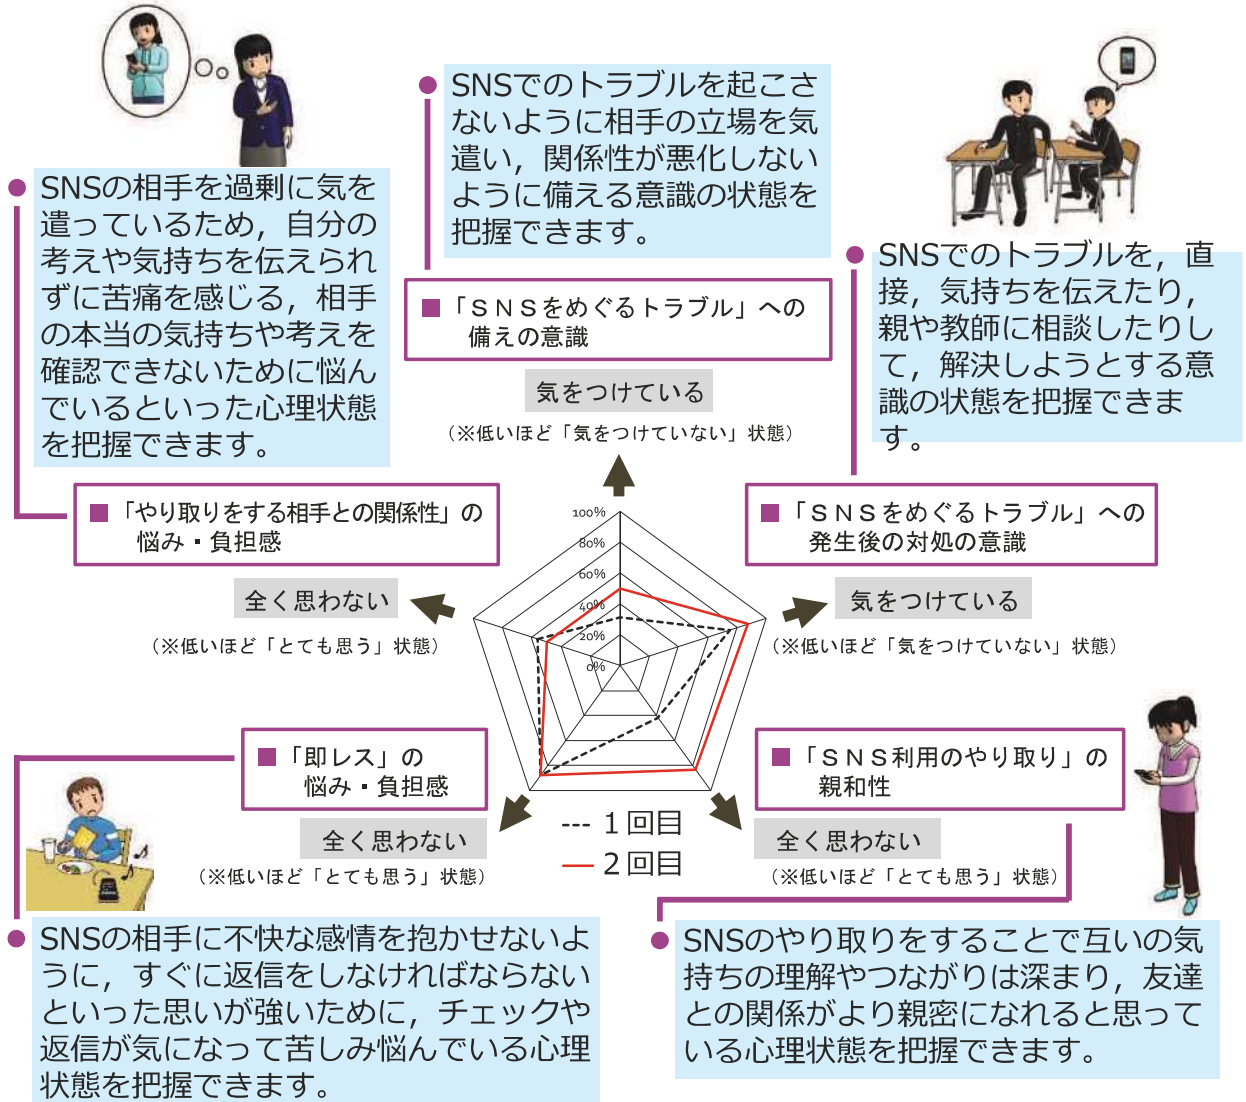 SNSでのトラブルを起こさ
ないように相手の立場を気
遣い，関係性が悪化しない
ように備える意識の状態を
把握できます。
SNSの相手を過剰に気を
遣っているため，自分の
考えや気持ちを伝えられ
ずに苦痛を感じる，相手
の本当の気持ちや考えを
確認できないために悩ん
でいるといった心理状態
を把握できます。
SNSでのトラブルを，直
接，気持ちを伝えたり，
親や教師に相談したりし
て，解決しようとする意
識の状態を把握できま
す。
■「ＳＮＳをめぐるトラブル」への
備えの意識
気をつけている
（※低いほど「気をつけていない」状態）
■「やり取りをする相手との関係性」の
悩み・負担感
全く思わない
（※低いほど「とても思う」状態）
■「ＳＮＳをめぐるトラブル」への
発生後の対処の意識
気をつけている
（※低いほど「気をつけていない」状態）
100%
80%
60%
40%
20%
0%
■「即レス」の
悩み・負担感
全く思わない
（※低いほど「とても思う」状態）
1回目
2回目
■「ＳＮＳ利用のやり取り」の
親和性
全く思わない
（※低いほど「とても思う」状態）
SNSの相手に不快な感情を抱かせないよ
うに，すぐに返信をしなければならない
といった思いが強いために，チェックや
返信が気になって苦しみ悩んでいる心理
状態を把握できます。
SNSのやり取りをすることで互いの気
持ちの理解やつながりは深まり，友達
との関係がより親密になれると思って
いる心理状態を把握できます。